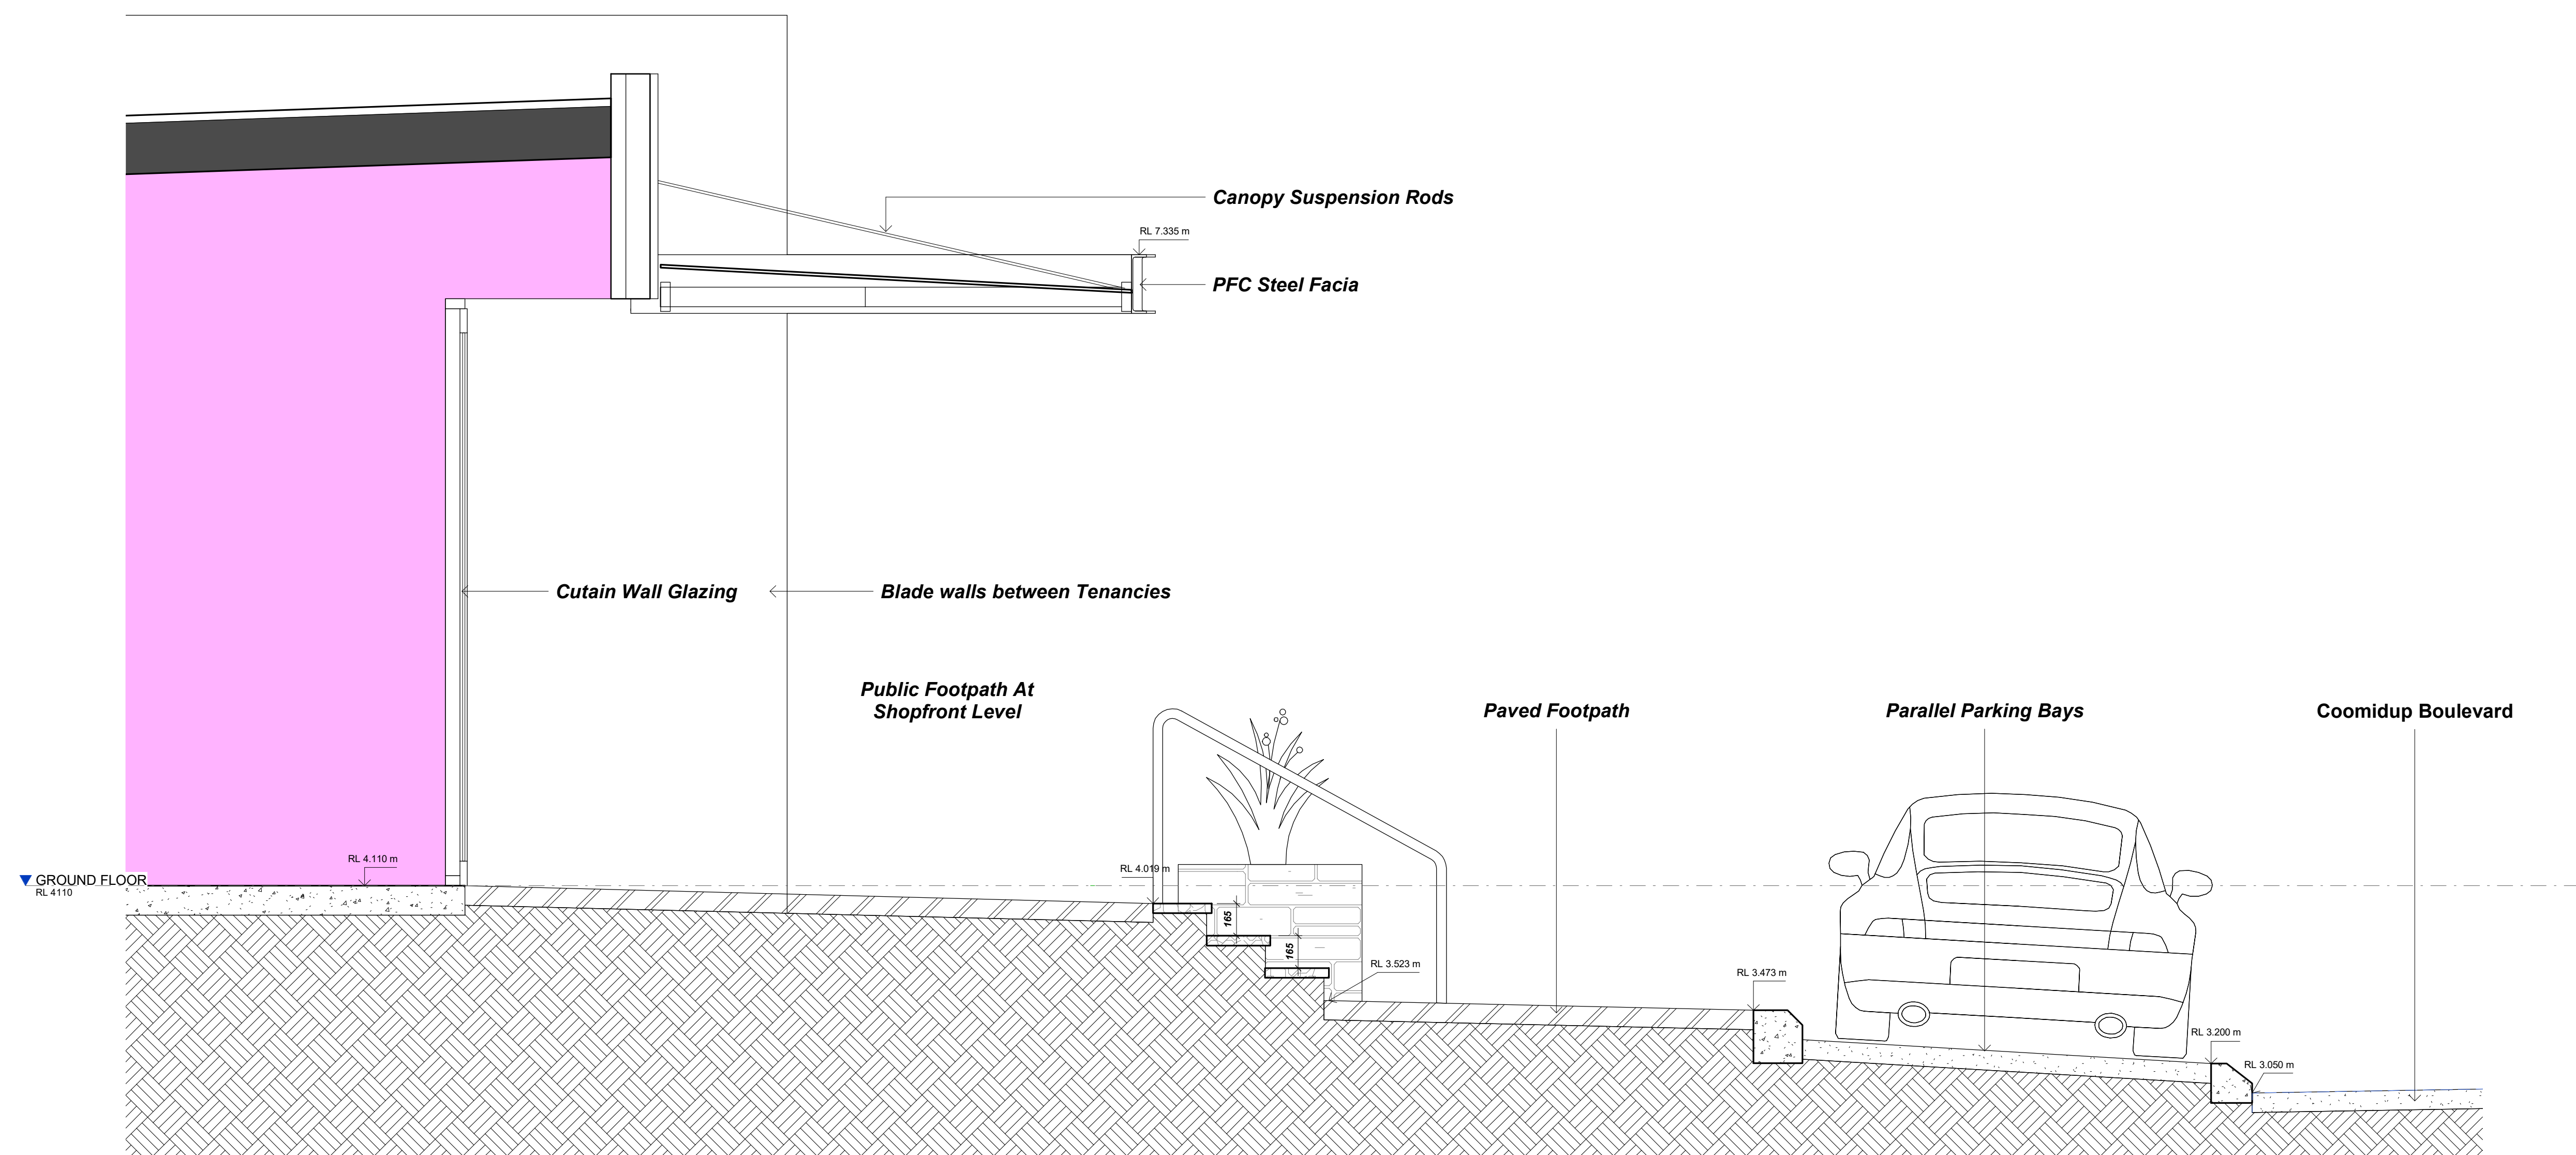 Canopy Suspension Rods
RL 7.335 m
PFC Steel Facia
Cutain Wall Glazing
Blade walls between Tenancies
Public Footpath At
Shopfront Level
Paved Footpath
Parallel Parking Bays
Coomidup Boulevard
RL 4.110 m
GROUND FLOOR
RL 4110
RL 4.019 m
165
165
RL 3.523 m
RL 3.473 m
RL 3.200 m
RL 3.050 m